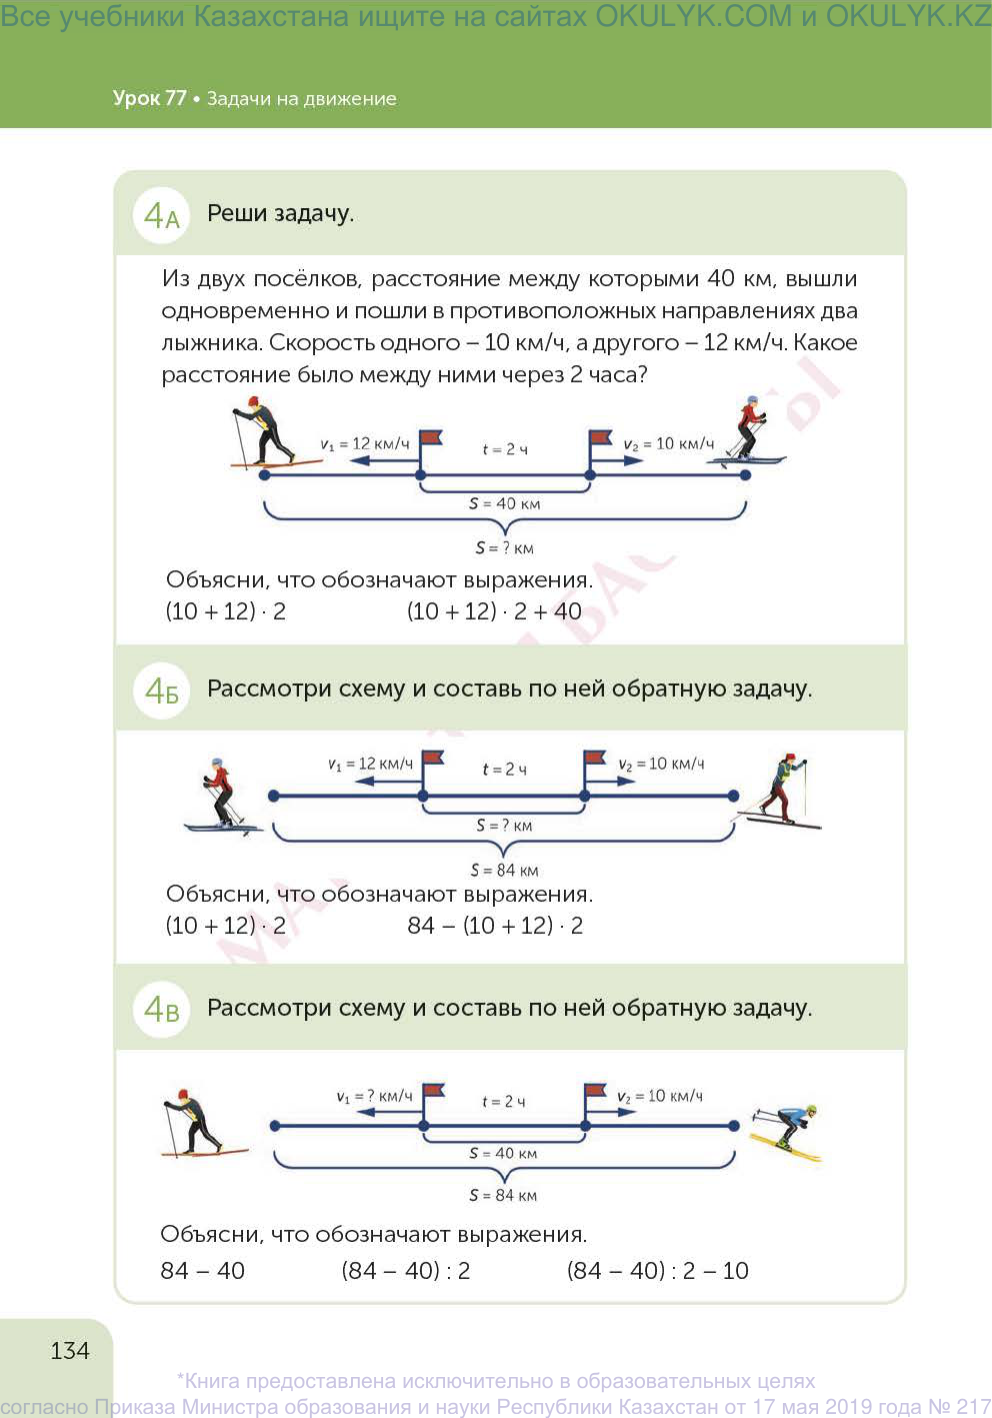 Все учебники Казахстана ищите на сайтах OKULYK.COM и OKULYK.KZ
Урок 77 • Задачи на движение
4А Реши задачу.
Из двух посёлков, расстояние между которыми 40 км, вышли
одновременно и пошли в противоположных направлениях два
лыжника. Скорость одного – 10 км/ч, а другого – 12 км/ч. Какое
расстояние было между ними через 2 часа?
v₁ = 12 км/ч t = 2 ч v₂ = 10 км/ч
S = 40 км
S = ? км
Объясни, что обозначают выражения.
(10 + 12) · 2 (10 + 12) · 2 + 40
4Б Рассмотри схему и составь по ней обратную задачу.
v₁ = 12 км/ч t = 2 ч v₂ = 10 км/ч
S = ? км
S = 84 км
Объясни, что обозначают выражения.
(10 + 12) · 2 84 – (10 + 12) · 2
4В Рассмотри схему и составь по ней обратную задачу.
v₁ = ? км/ч t = 2 ч v₂ = 10 км/ч
S = 40 км
S = 84 км
Объясни, что обозначают выражения.
84 – 40 (84 – 40) : 2 (84 – 40) : 2 – 10
134
*Книга предоставлена исключительно в образовательных целях
согласно Приказа Министра образования и науки Республики Казахстан от 17 мая 2019 года № 217